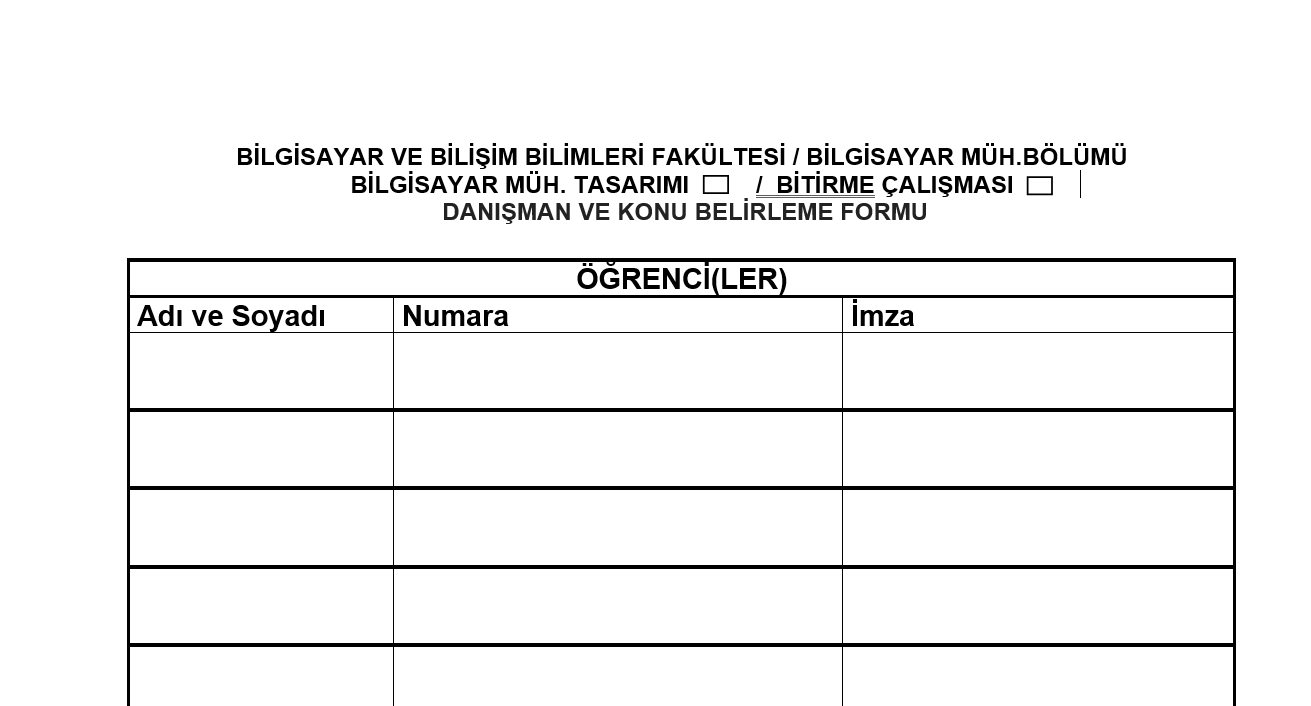 BİLGİSAYAR VE BİLİŞİM BİLİMLERİ FAKÜLTESİ / BİLGİSAYAR MÜH.BÖLÜMÜ
BİLGİSAYAR MÜH. TASARIMI / BİTİRME ÇALIŞMASI
DANIŞMAN VE KONU BELİRLEME FORMU
ÖĞRENCİ(LER)
Adı ve Soyadı Numara İmza